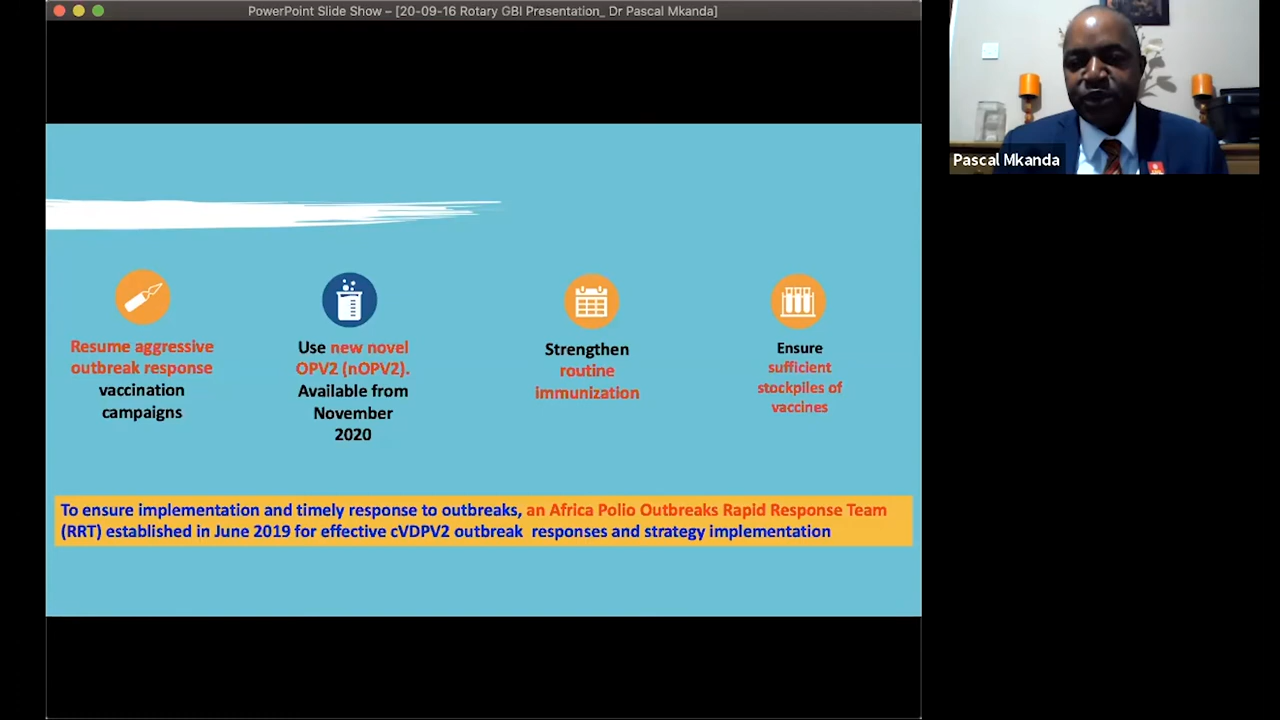 PowerPoint Slide Show – [20-09-16 Rotary GBI Presentation_ Dr Pascal Mkanda]
Pascal Mkanda
Resume aggressive
outbreak response
vaccination
campaigns
Use new novel
OPV2 (nOPV2).
Available from
November
2020
Strengthen
routine
immunization
Ensure
sufficient
stockpiles of
vaccines
To ensure implementation and timely response to outbreaks, an Africa Polio Outbreaks Rapid Response Team
(RRT) established in June 2019 for effective cVDPV2 outbreak responses and strategy implementation